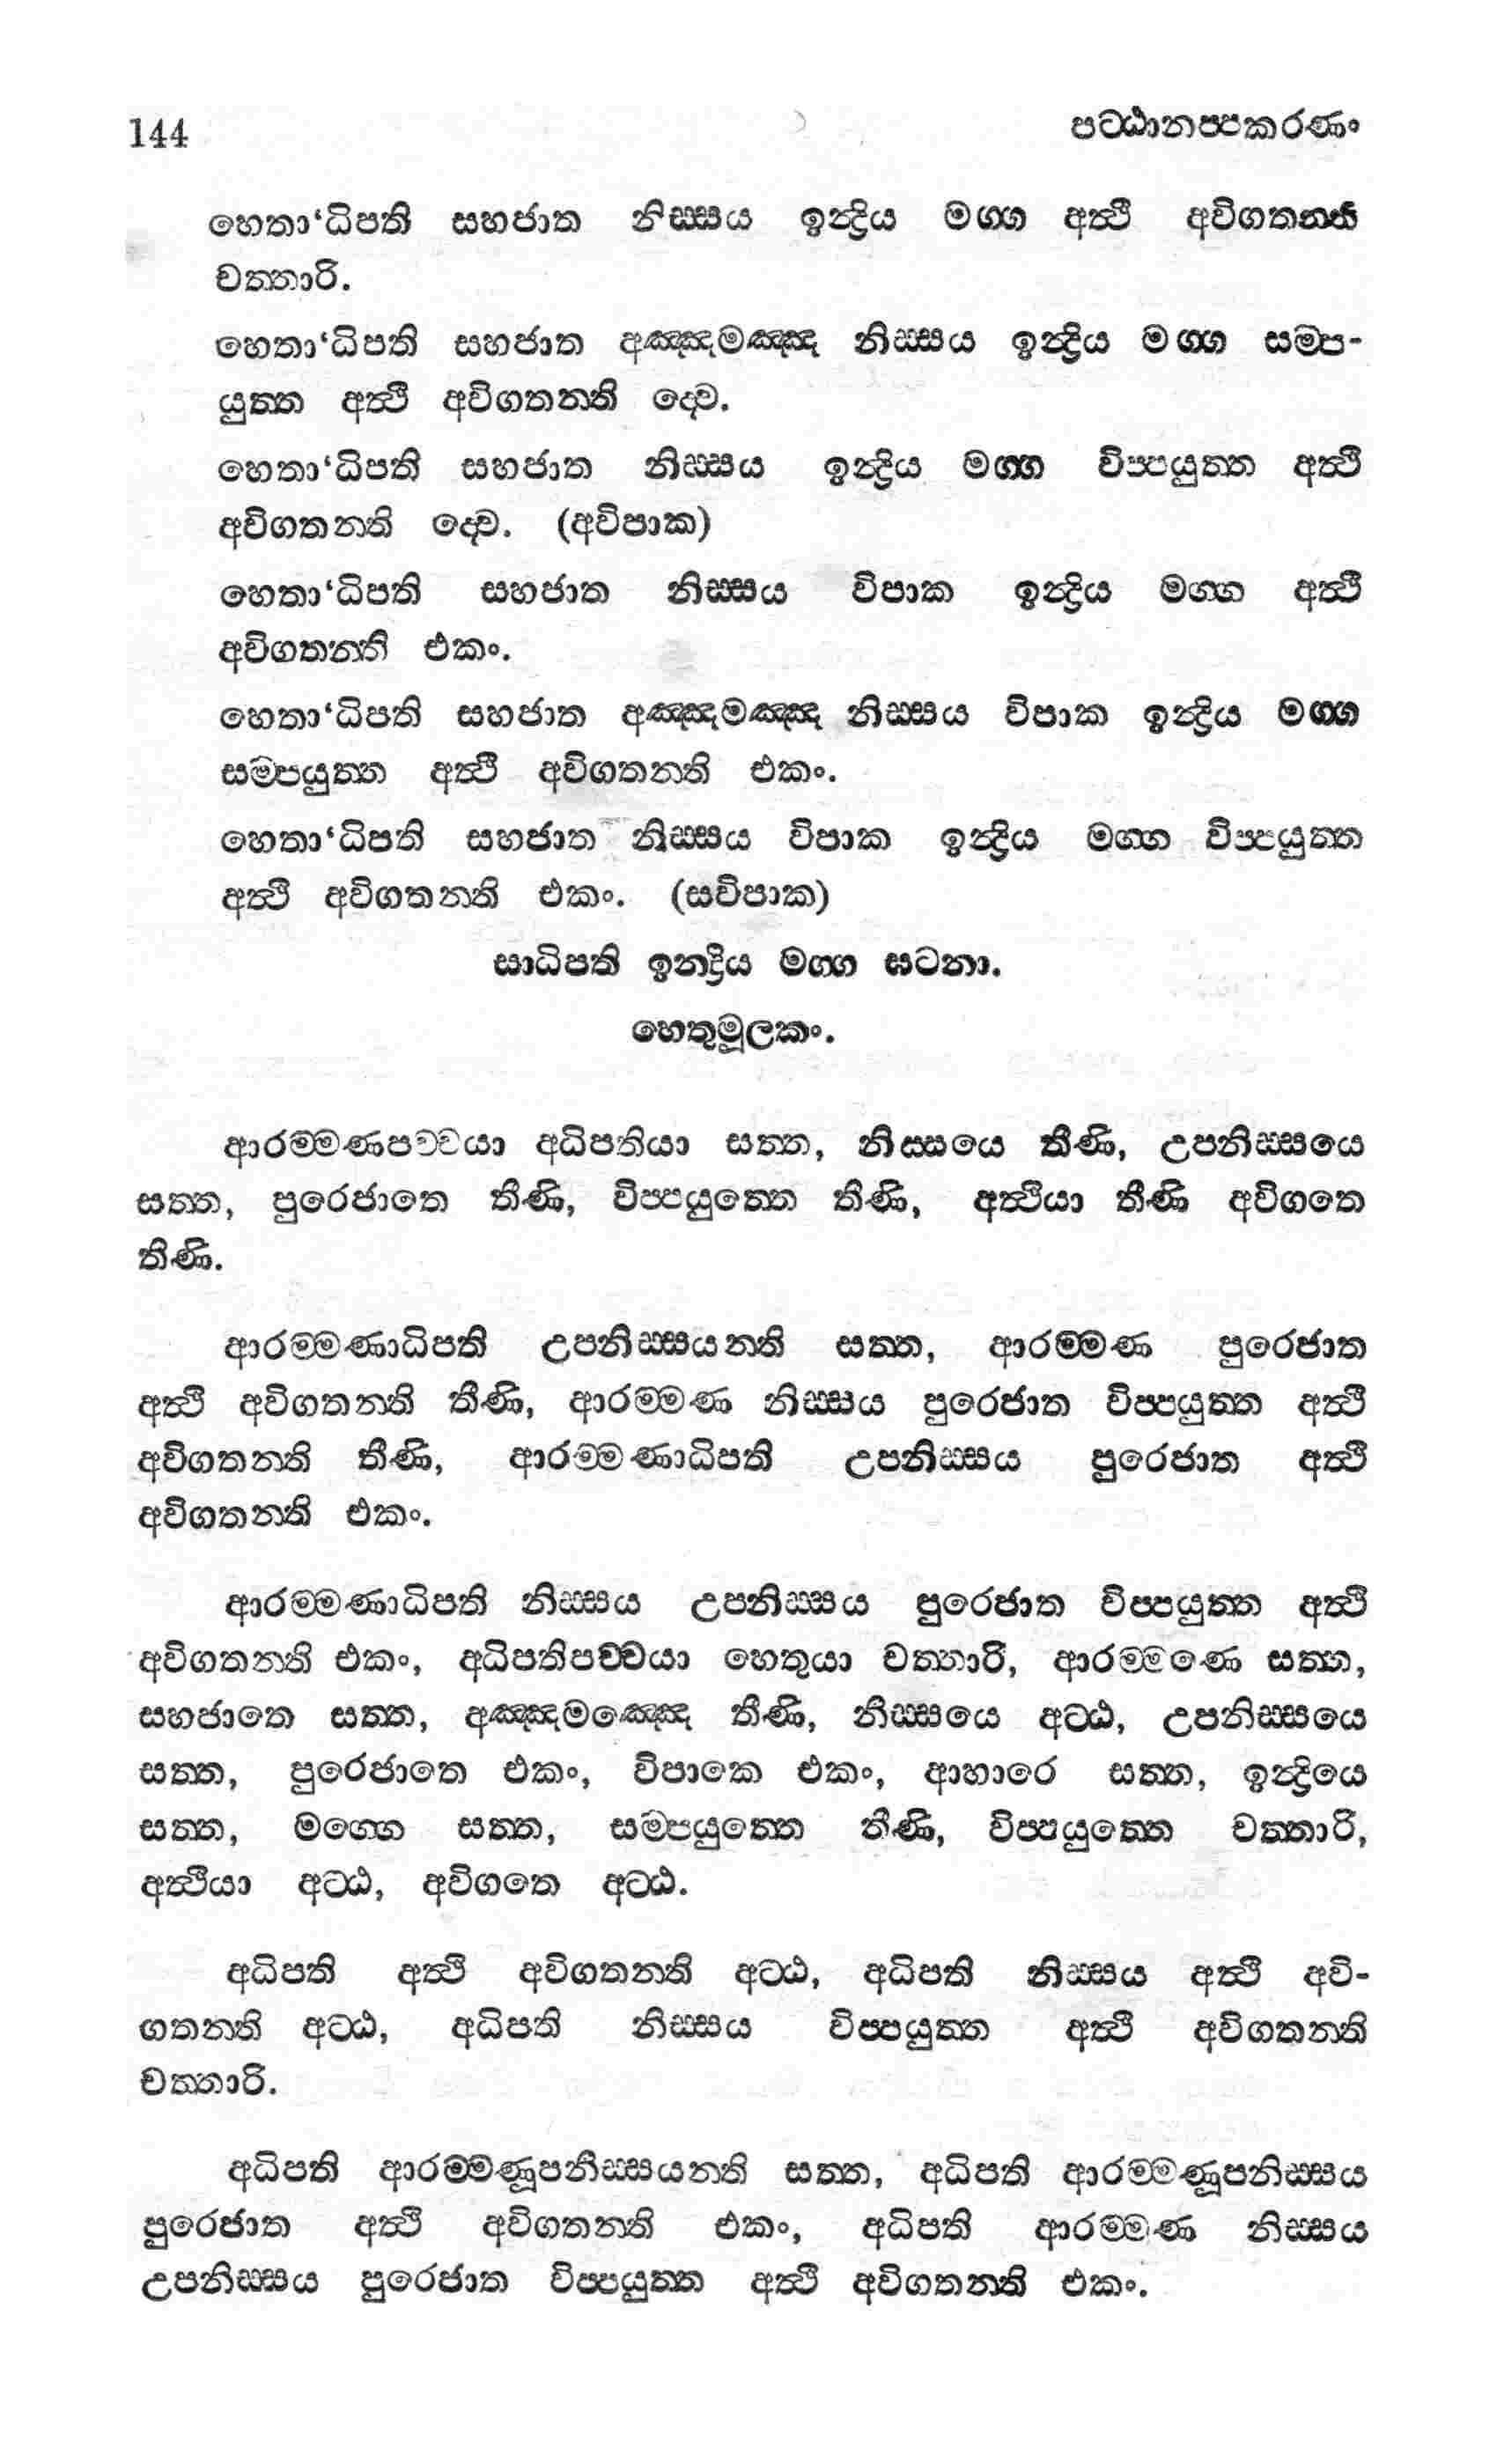 144 පට්ඨානප්පකරණං
හෙතා‘ධිපති සහජාත නිස්සය ඉන්ද්‍රිය මග්ග අත්ථි අවිගතන්ති
චත්තාරි.
හෙතා‘ධිපති සහජාත අඤ්ඤමඤ්ඤ නිස්සය ඉන්ද්‍රිය මග්ග සම්ප-
යුත්ත අත්ථි අවිගතන්ති ද්වෙ.
හෙතා‘ධිපති සහජාත නිස්සය ඉන්ද්‍රිය මග්ග විප්පයුත්ත අත්ථි
අවිගතන්ති ද්වෙ. (අවිපාක)
හෙතා‘ධිපති සහජාත නිස්සය විපාක ඉන්ද්‍රිය මග්ග අත්ථි
අවිගතන්ති එකං.
හෙතා‘ධිපති සහජාත අඤ්ඤමඤ්ඤ නිස්සය විපාක ඉන්ද්‍රිය මග්ග
සම්පයුත්ත අත්ථි අවිගතන්ති එකං.
හෙතා‘ධිපති සහජාත නිස්සය විපාක ඉන්ද්‍රිය මග්ග විප්පයුත්ත
අත්ථි අවිගතන්ති එකං. (සවිපාක)
සාධිපති ඉන්ද්‍රිය මග්ග ඝටනා.
හෙතුමූලකං.
ආරම්මණපච්චයා අධිපතියා සත්ත, නිස්සයෙ තීණි, උපනිස්සයෙ
සත්ත, පුරෙජාතෙ තීණි, විප්පයුත්තෙ තීණි, අත්ථියා තීණි අවිගතෙ
තීණි.
ආරම්මණාධිපති උපනිස්සයන්ති සත්ත, ආරම්මණ පුරෙජාත
අත්ථි අවිගතන්ති තීණි, ආරම්මණ නිස්සය පුරෙජාත විප්පයුත්ත අත්ථි
අවිගතන්ති තීණි, ආරම්මණාධිපති උපනිස්සය පුරෙජාත අත්ථි
අවිගතන්ති එකං.
ආරම්මණාධිපති නිස්සය උපනිස්සය පුරෙජාත විප්පයුත්ත අත්ථි
අවිගතන්ති එකං, අධිපතිපච්චයා හෙතුයා චත්තාරි, ආරම්මණෙ සත්ත,
සහජාතෙ සත්ත, අඤ්ඤමඤ්ඤෙ තීණි, නිස්සයෙ අට්ඨ, උපනිස්සයෙ
සත්ත, පුරෙජාතෙ එකං, විපාකෙ එකං, ආහාරෙ සත්ත, ඉන්ද්‍රියෙ
සත්ත, මග්ගෙ සත්ත, සම්පයුත්තෙ තීණි, විප්පයුත්තෙ චත්තාරි,
අත්ථියා අට්ඨ, අවිගතෙ අට්ඨ.
අධිපති අත්ථි අවිගතන්ති අට්ඨ, අධිපති නිස්සය අත්ථි අවි-
ගතන්ති අට්ඨ, අධිපති නිස්සය විප්පයුත්ත අත්ථි අවිගතන්ති
චත්තාරි.
අධිපති ආරම්මණූපනිස්සයන්ති සත්ත, අධිපති ආරම්මණූපනිස්සය
පුරෙජාත අත්ථි අවිගතන්ති එකං, අධිපති ආරම්මණ නිස්සය
උපනිස්සය පුරෙජාත විප්පයුත්ත අත්ථි අවිගතන්ති එකං.